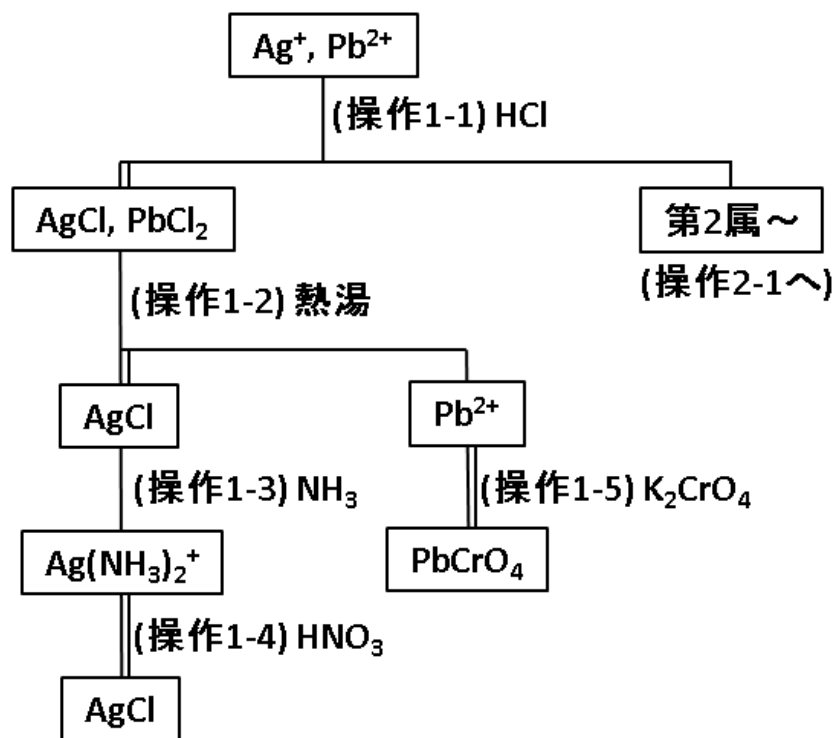 Ag⁺, Pb²⁺
(操作1-1) HCl
AgCl, PbCl₂
第2属～
(操作2-1へ)
(操作1-2) 熱湯
AgCl
Pb²⁺
(操作1-3) NH₃
(操作1-5) K₂CrO₄
Ag(NH₃)₂⁺
PbCrO₄
(操作1-4) HNO₃
AgCl